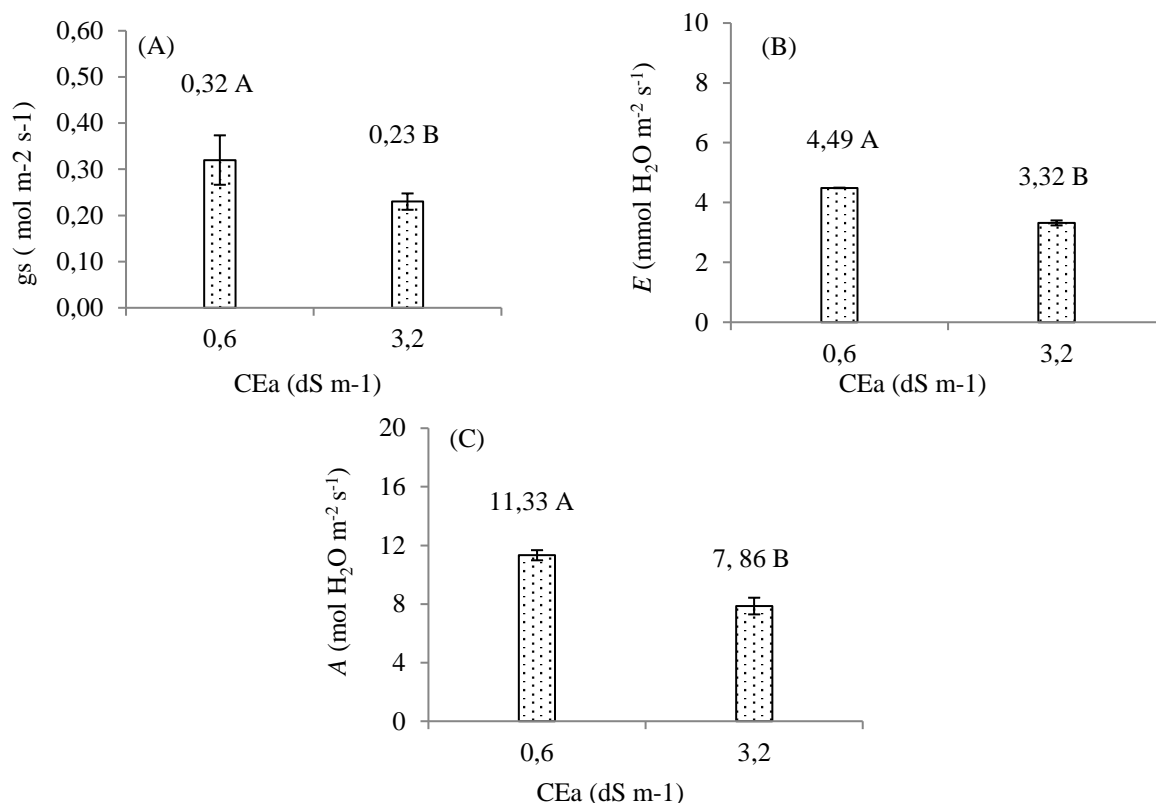 (A)
gs ( mol m-2 s-1)
0,60
0,50
0,40
0,30
0,20
0,10
0,00
0,32 A
0,23 B
0,6 3,2
CEa (dS m-1)
(B)
E (mmol H₂O m⁻² s⁻¹)
10
8
6
4
2
0
4,49 A
3,32 B
0,6 3,2
CEa (dS m-1)
(C)
A (mol H₂O m⁻² s⁻¹)
20
16
12
8
4
0
11,33 A
7, 86 B
0,6 3,2
CEa (dS m-1)